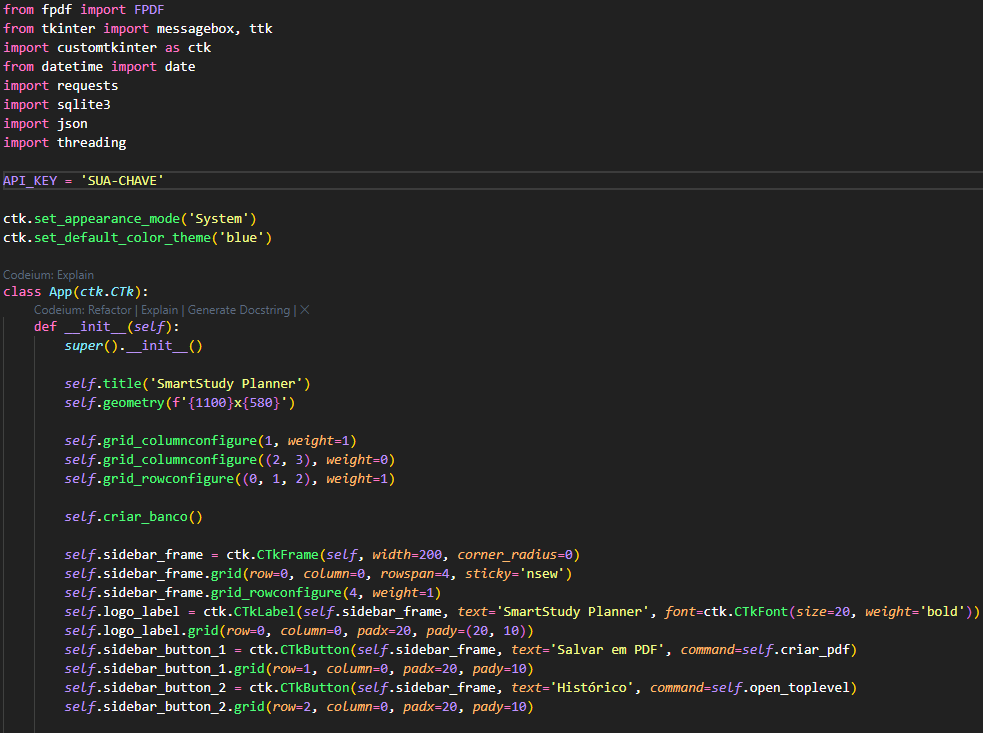 from fpdf import FPDF
from tkinter import messagebox, ttk
import customtkinter as ctk
from datetime import date
import requests
import sqlite3
import json
import threading
API_KEY = 'SUA-CHAVE'
ctk.set_appearance_mode('System')
ctk.set_default_color_theme('blue')
Codeium: Explain
class App(ctk.CTk):
Codeium: Refactor | Explain | Generate Docstring | ×
def __init__(self):
super().__init__()
self.title('SmartStudy Planner')
self.geometry(f'{1100}x{580}')
self.grid_columnconfigure(1, weight=1)
self.grid_columnconfigure((2, 3), weight=0)
self.grid_rowconfigure((0, 1, 2), weight=1)
self.criar_banco()
self.sidebar_frame = ctk.CTkFrame(self, width=200, corner_radius=0)
self.sidebar_frame.grid(row=0, column=0, rowspan=4, sticky='nsew')
self.sidebar_frame.grid_rowconfigure(4, weight=1)
self.logo_label = ctk.CTkLabel(self.sidebar_frame, text='SmartStudy Planner', font=ctk.CTkFont(size=20, weight='bold'))
self.logo_label.grid(row=0, column=0, padx=20, pady=(20, 10))
self.sidebar_button_1 = ctk.CTkButton(self.sidebar_frame, text='Salvar em PDF', command=self.criar_pdf)
self.sidebar_button_1.grid(row=1, column=0, padx=20, pady=10)
self.sidebar_button_2 = ctk.CTkButton(self.sidebar_frame, text='Histórico', command=self.open_toplevel)
self.sidebar_button_2.grid(row=2, column=0, padx=20, pady=10)